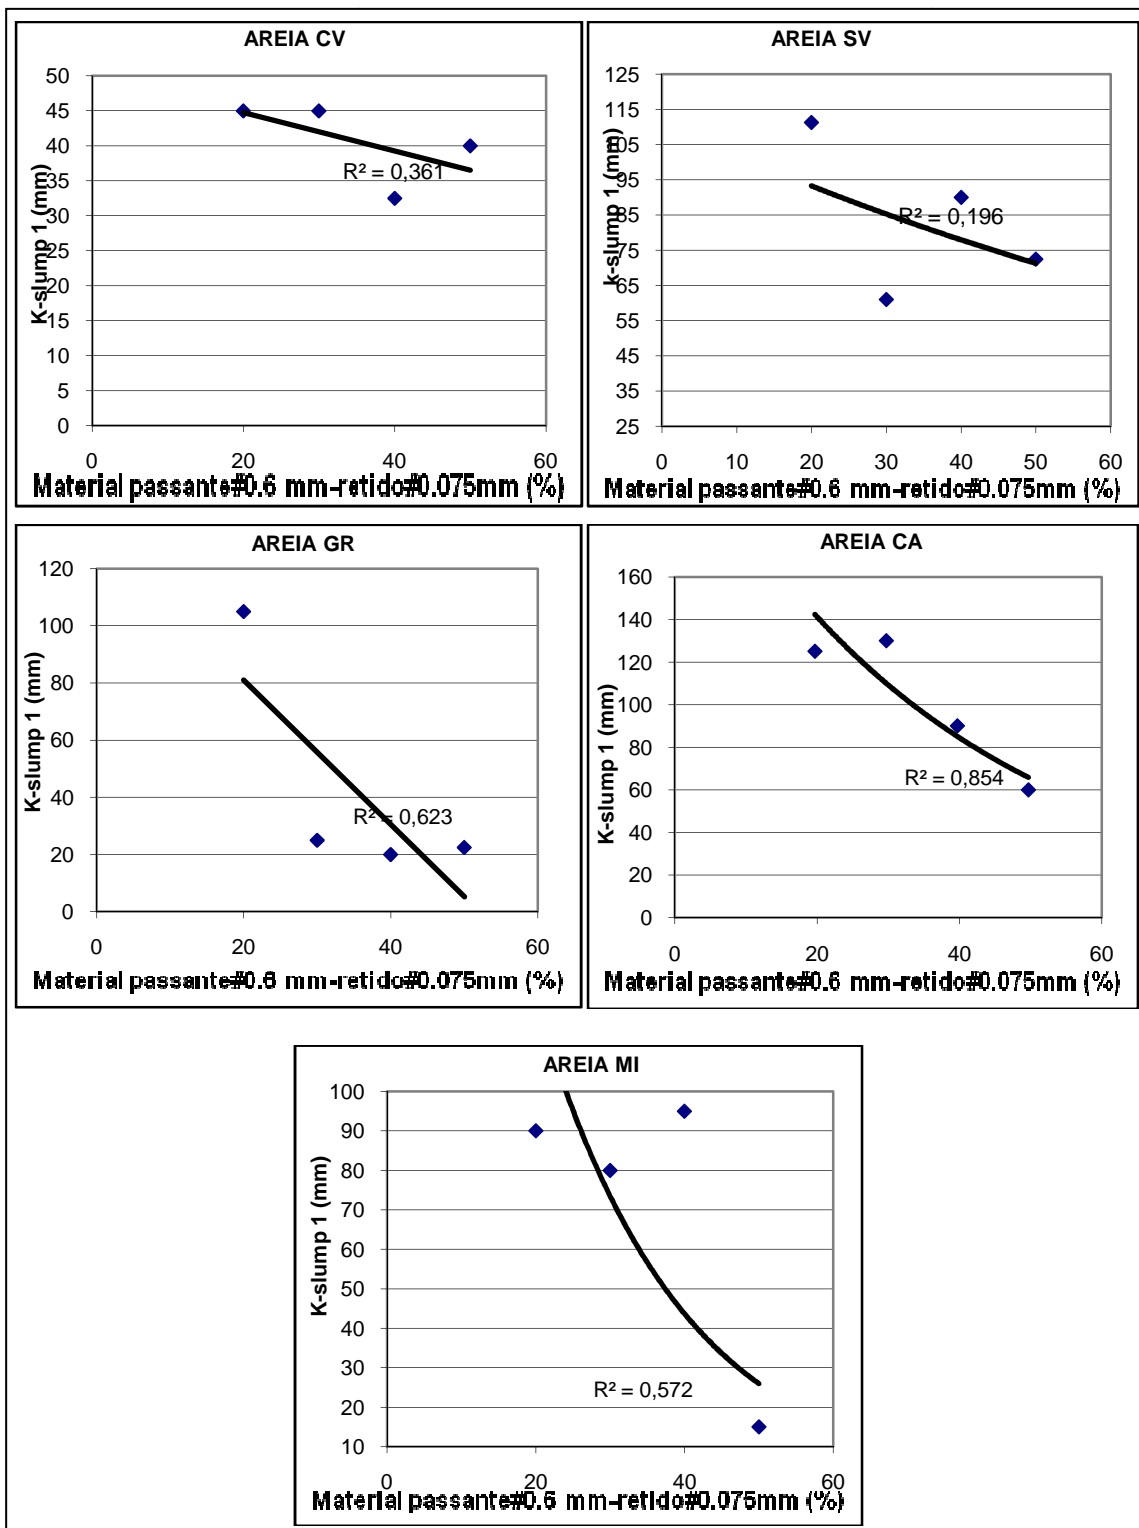 AREIA CV
50
45
40
35
30
25
20
15
10
5
0
K-slump 1 (mm)
R² = 0,361
0 20 40 60
Material passante#0.6 mm-retido#0.075mm (%)
AREIA SV
125
115
105
95
85
75
65
55
45
35
25
k-slump 1 (mm)
R² = 0,196
0 10 20 30 40 50 60
Material passante#0.6 mm-retido#0.075mm (%)
AREIA GR
120
100
80
60
40
20
0
K-slump 1 (mm)
R² = 0,623
0 20 40 60
Material passante#0.6 mm-retido#0.075mm (%)
AREIA CA
160
140
120
100
80
60
40
20
0
K-slump 1 (mm)
R² = 0,854
0 20 40 60
Material passante#0.6 mm-retido#0.075mm (%)
AREIA MI
100
90
80
70
60
50
40
30
20
10
K-slump 1 (mm)
R² = 0,572
0 20 40 60
Material passante#0.6 mm-retido#0.075mm (%)